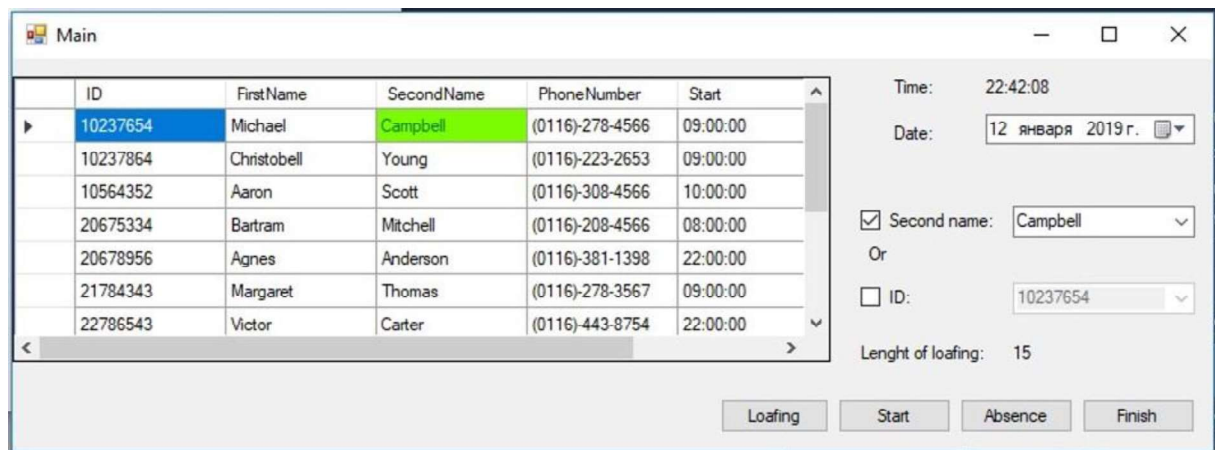 Main
ID FirstName SecondName PhoneNumber Start
10237654 Michael Campbell (0116)-278-4566 09:00:00
10237864 Christobell Young (0116)-223-2653 09:00:00
10564352 Aaron Scott (0116)-308-4566 10:00:00
20675334 Bartram Mitchell (0116)-208-4566 08:00:00
20678956 Agnes Anderson (0116)-381-1398 22:00:00
21784343 Margaret Thomas (0116)-278-3567 09:00:00
22786543 Victor Carter (0116)-443-8754 22:00:00
Time: 22:42:08
Date: 12 января 2019 г.
Second name: Campbell
Or
ID: 10237654
Lenght of loafing: 15
Loafing Start Absence Finish